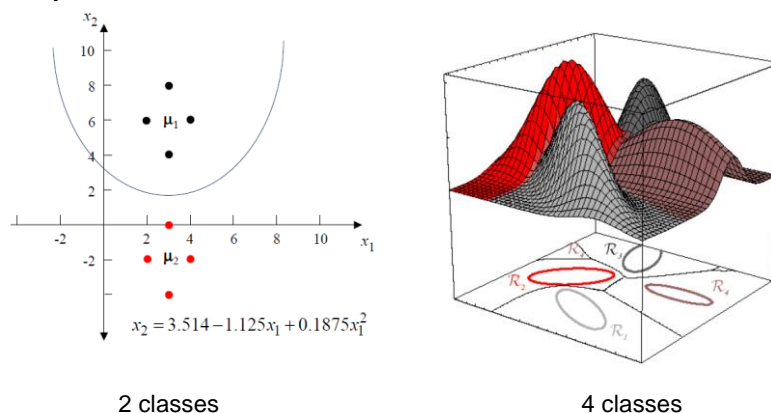 x₂
10
8
6
μ₁
4
2
-2 2 4 6 8 10 x₁
-2
μ₂
x₂ = 3.514 − 1.125x₁ + 0.1875x₁²
R₄ R₃
R₂ R₄
R₁
2 classes 4 classes